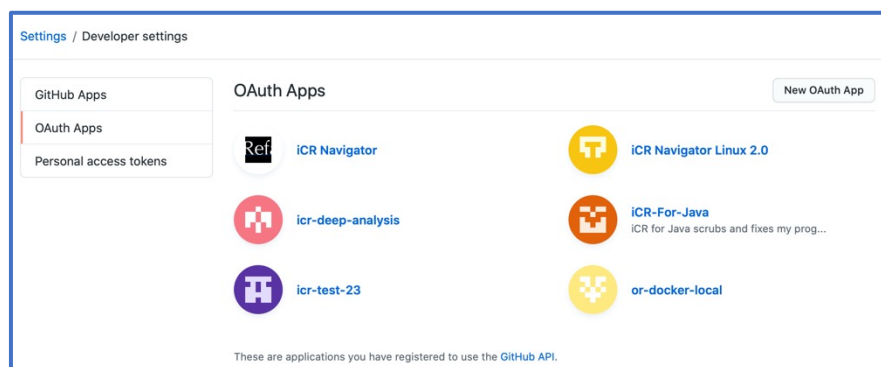 Settings / Developer settings
GitHub Apps
OAuth Apps
Personal access tokens
OAuth Apps
New OAuth App
Ref
iCR Navigator
iCR Navigator Linux 2.0
icr-deep-analysis
iCR-For-Java
iCR for Java scrubs and fixes my prog...
icr-test-23
or-docker-local
These are applications you have registered to use the GitHub API.